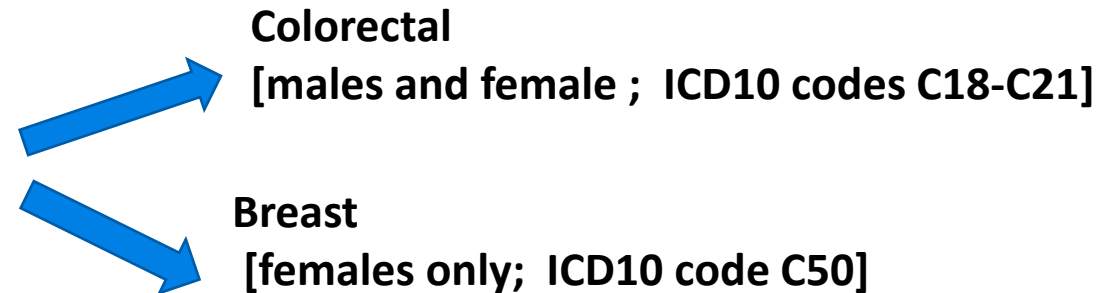 Colorectal
[males and female ; ICD10 codes C18-C21]
Breast
[females only; ICD10 code C50]